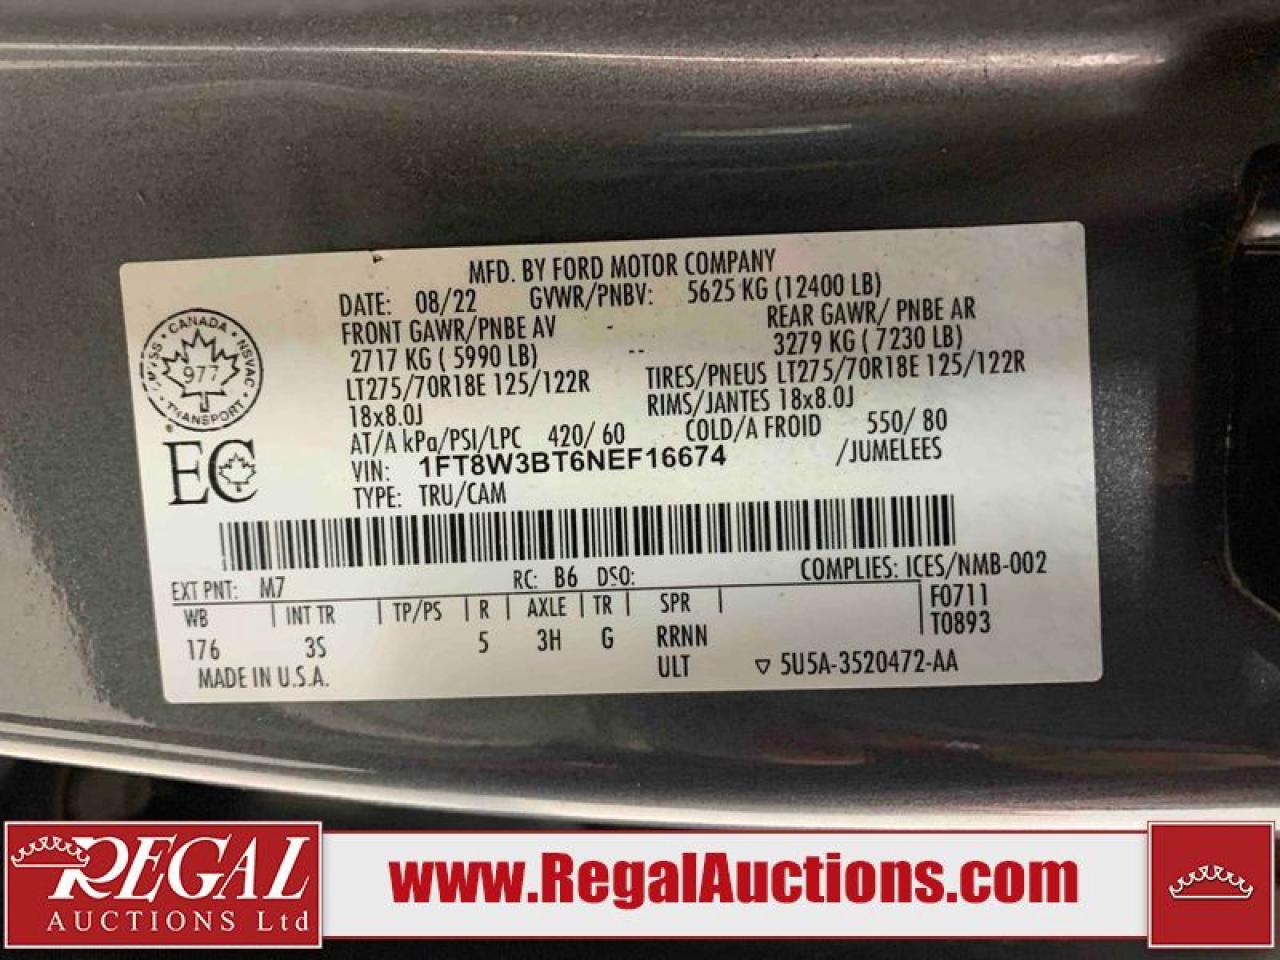 MFD. BY FORD MOTOR COMPANY
DATE: 08/22 GVWR/PNBV: 5625 KG (12400 LB)
FRONT GAWR/PNBE AV - REAR GAWR/ PNBE AR
2717 KG ( 5990 LB) -- 3279 KG ( 7230 LB)
LT275/70R18E 125/122R TIRES/PNEUS LT275/70R18E 125/122R
18x8.0J RIMS/JANTES 18x8.0J
AT/A kPa/PSI/LPC 420/ 60 COLD/A FROID 550/ 80
VIN: 1FT8W3BT6NEF16674 /JUMELEES
TYPE: TRU/CAM
CANADA
NSVAC
977
TRANSPORT
EC
EXT PNT: M7 RC: B6 DSO: COMPLIES: ICES/NMB-002
WB | INT TR | TP/PS | R | AXLE | TR | SPR | F0711
176 3S 5 3H G RRNN | T0893
MADE IN U.S.A. ULT ▽ 5U5A-3520472-AA
REGAL
AUCTIONS Ltd
www.RegalAuctions.com